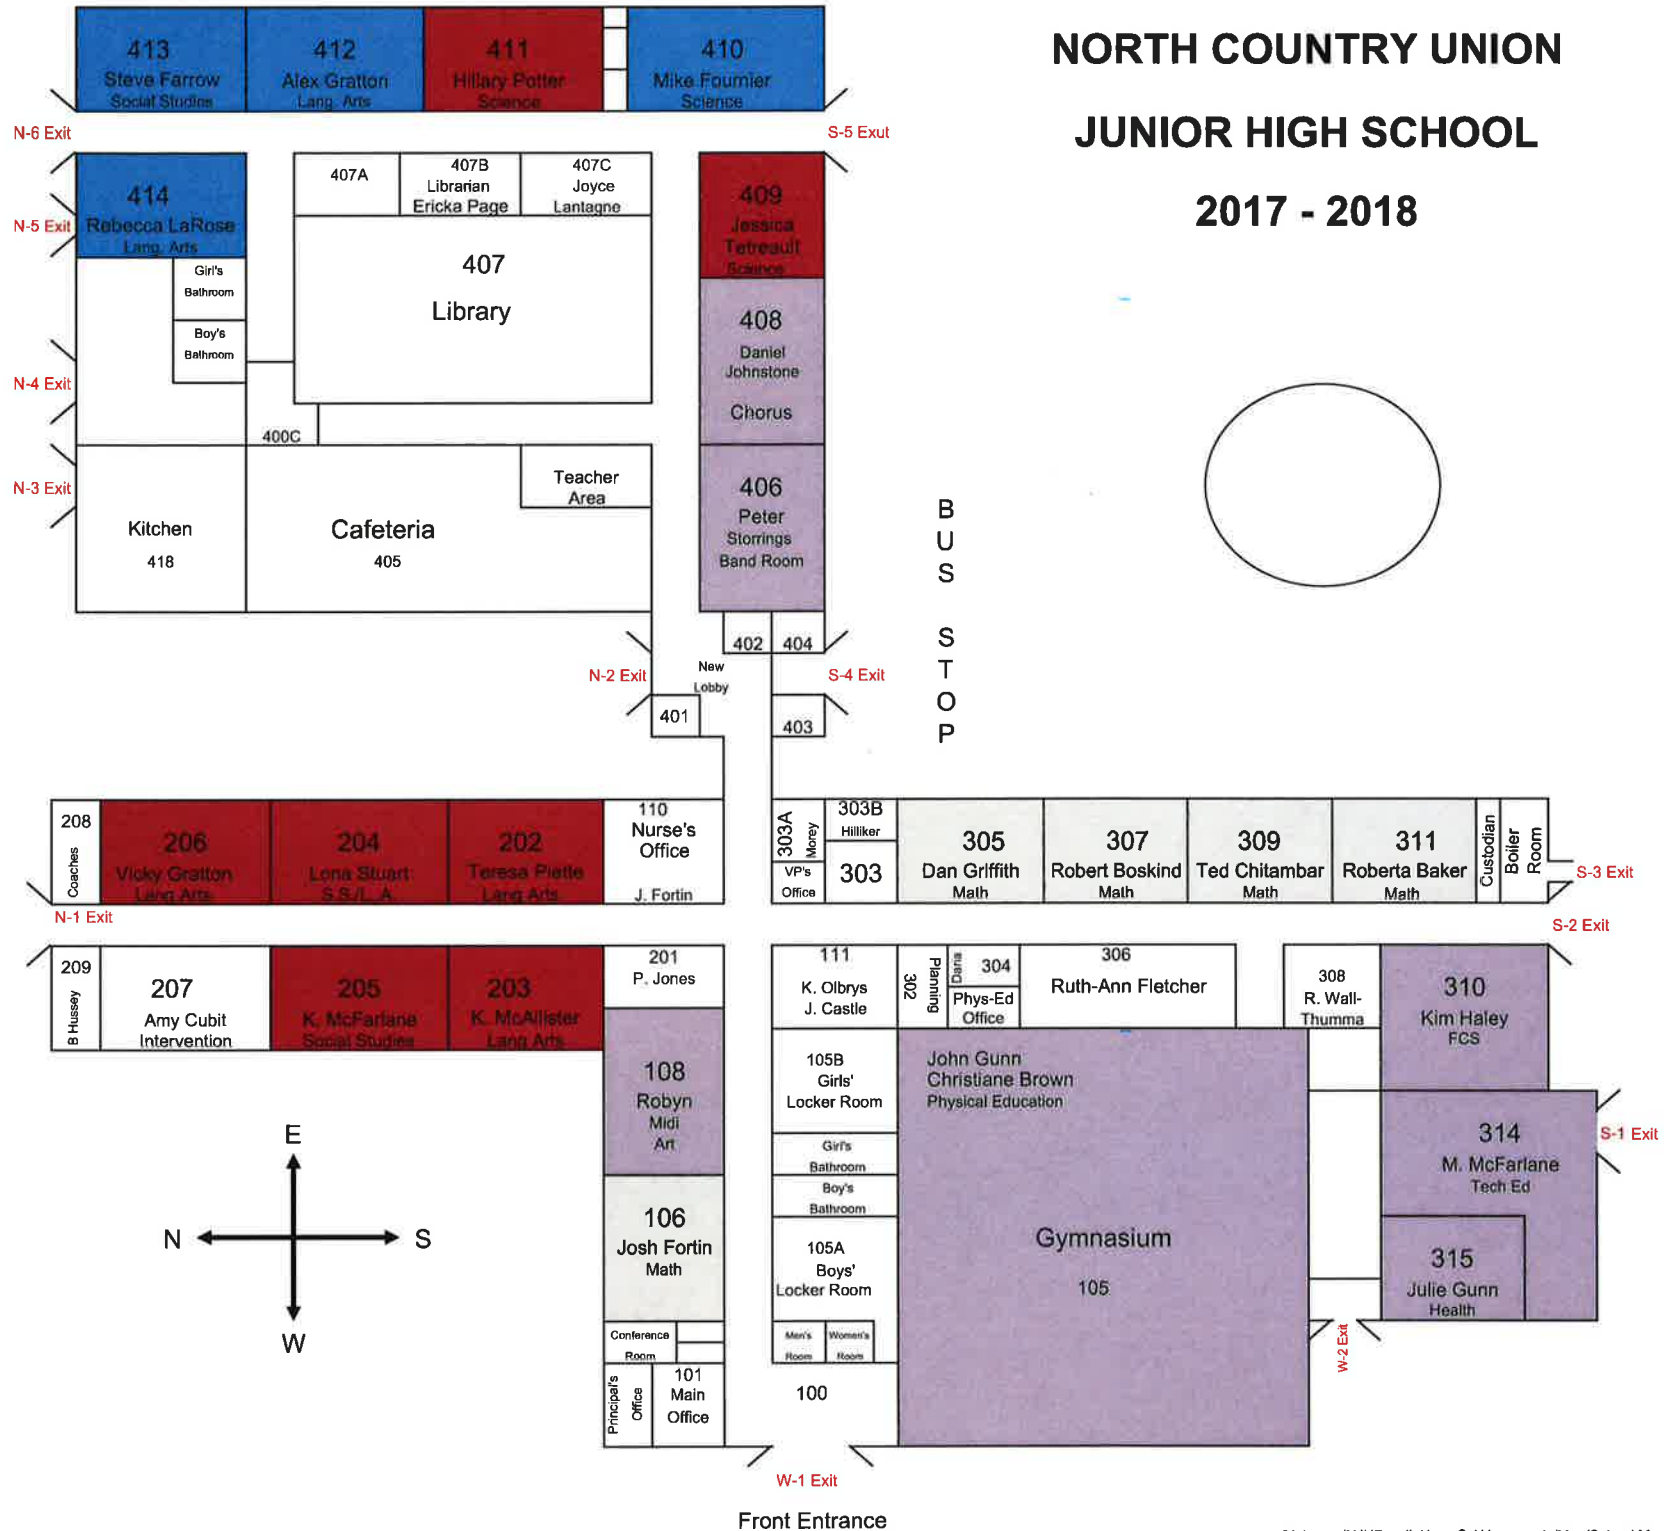 NORTH COUNTRY UNION
JUNIOR HIGH SCHOOL
2017 - 2018
413
Steve Farrow
Social Studies
412
Alex Gratton
Lang. Arts
411
Hillary Potter
Science
410
Mike Fournier
Science
N-6 Exit
S-5 Exut
414
Rebecca LaRose
Lang. Arts
N-5 Exit
407A
407B
Librarian
Ericka Page
407C
Joyce
Lantagne
409
Jessica
Tetreault
Science
Girl's
Bathroom
Boy's
Bathroom
407
Library
408
Daniel
Johnstone
Chorus
N-4 Exit
400C
N-3 Exit
Kitchen
418
Cafeteria
405
Teacher
Area
406
Peter
Storrings
Band Room
BUS STOP
402
404
N-2 Exit
New
Lobby
S-4 Exit
401
403
208
Coaches
206
Vicky Gratton
Lang Arts
204
Lona Stuart
S.S./L. A.
202
Teresa Piette
Lang Arts
110
Nurse's
Office
J. Fortin
303A
Morey
VP's
Office
303B
Hilliker
303
305
Dan Griffith
Math
307
Robert Boskind
Math
309
Ted Chitambar
Math
311
Roberta Baker
Math
Custodian
Boiler
Room
S-3 Exit
N-1 Exit
S-2 Exit
209
B Hussey
207
Amy Cubit
Intervention
205
K. McFarlane
Social Studies
203
K. McAllister
Lang Arts
201
P. Jones
111
K. Olbrys
J. Castle
302
Planning
Daria
304
Phys-Ed
Office
306
Ruth-Ann Fletcher
308
R. Wall-
Thumma
310
Kim Haley
FCS
108
Robyn
Midi
Art
105B
Girls'
Locker Room
John Gunn
Christiane Brown
Physical Education
314
M. McFarlane
Tech Ed
S-1 Exit
Girl's
Bathroom
Boy's
Bathroom
E
N
S
W
106
Josh Fortin
Math
105A
Boys'
Locker Room
Gymnasium
105
315
Julie Gunn
Health
Conference
Room
Men's
Room
Women's
Room
W-2 Exit
Principal's
Office
101
Main
Office
100
W-1 Exit
Front Entrance